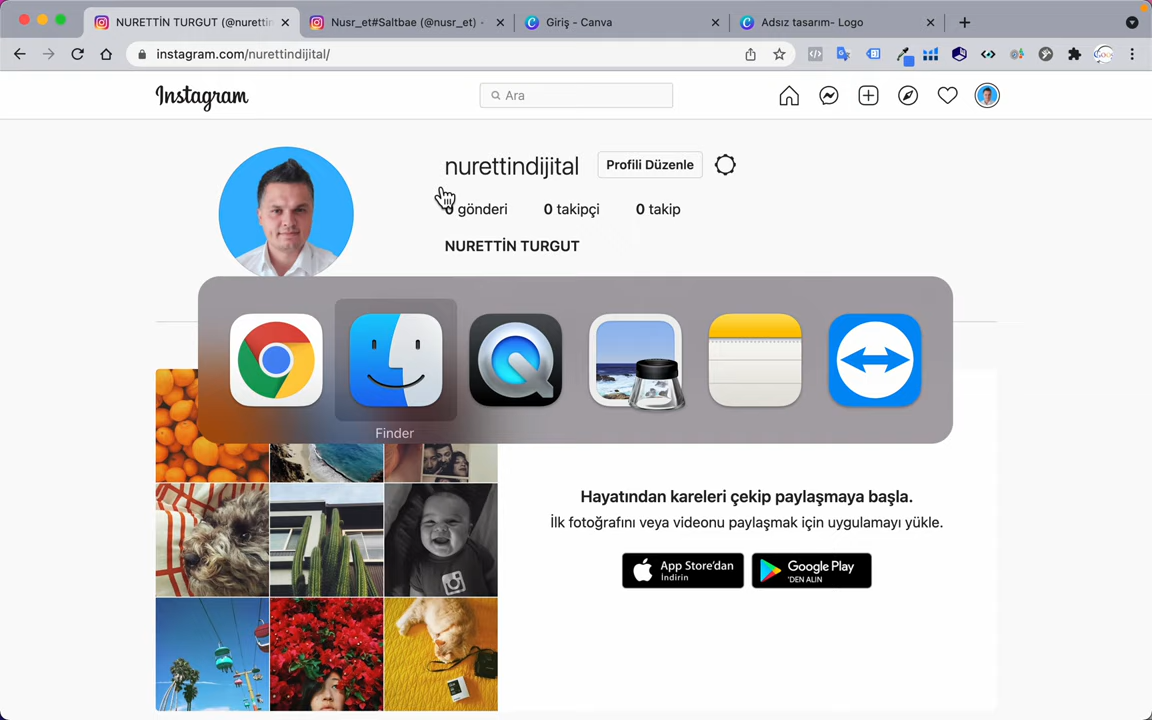 NURETTİN TURGUT (@nurettin
Nusr_et#Saltbae (@nusr_et) -
Giriş - Canva
Adsız tasarım- Logo
instagram.com/nurettindijital/
Instagram
Ara
nurettindijital
Profili Düzenle
0 gönderi
0 takipçi
0 takip
NURETTİN TURGUT
Finder
Hayatından kareleri çekip paylaşmaya başla.
İlk fotoğrafını veya videonu paylaşmak için uygulamayı yükle.
App Store'dan
İndirin
Google Play
'DEN ALIN